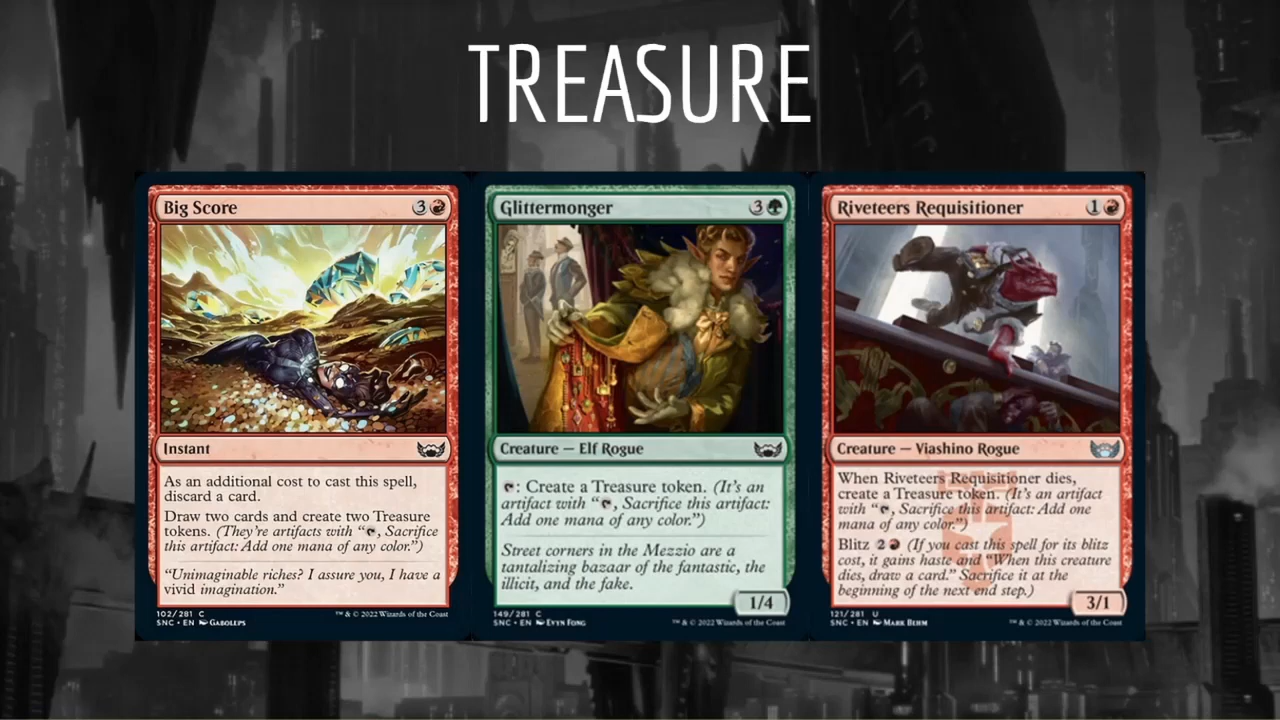 TREASURE
Big Score
3
Instant
As an additional cost to cast this spell,
discard a card.
Draw two cards and create two Treasure
tokens. (They're artifacts with “, Sacrifice
this artifact: Add one mana of any color.”)
“Unimaginable riches? I assure you, I have a
vivid imagination.”
102/281 C
SNC • EN GABOLEPS
™ & © 2022 Wizards of the Coast
Glittermonger
3
Creature — Elf Rogue
: Create a Treasure token. (It's an
artifact with “, Sacrifice this artifact:
Add one mana of any color.”)
Street corners in the Mezzio are a
tantalizing bazaar of the fantastic, the
illicit, and the fake.
1/4
149/281 C
SNC • EN EVYN FONG
™ & © 2022 Wizards of the Coast
Riveteers Requisitioner
1
Creature — Viashino Rogue
When Riveteers Requisitioner dies,
create a Treasure token. (It's an artifact
with “, Sacrifice this artifact: Add one
mana of any color.”)
Blitz 2 (If you cast this spell for its blitz
cost, it gains haste and “When this creature
dies, draw a card.” Sacrifice it at the
beginning of the next end step.)
3/1
121/281 U
SNC • EN MARK BEHM
™ & © 2022 Wizards of the Coast